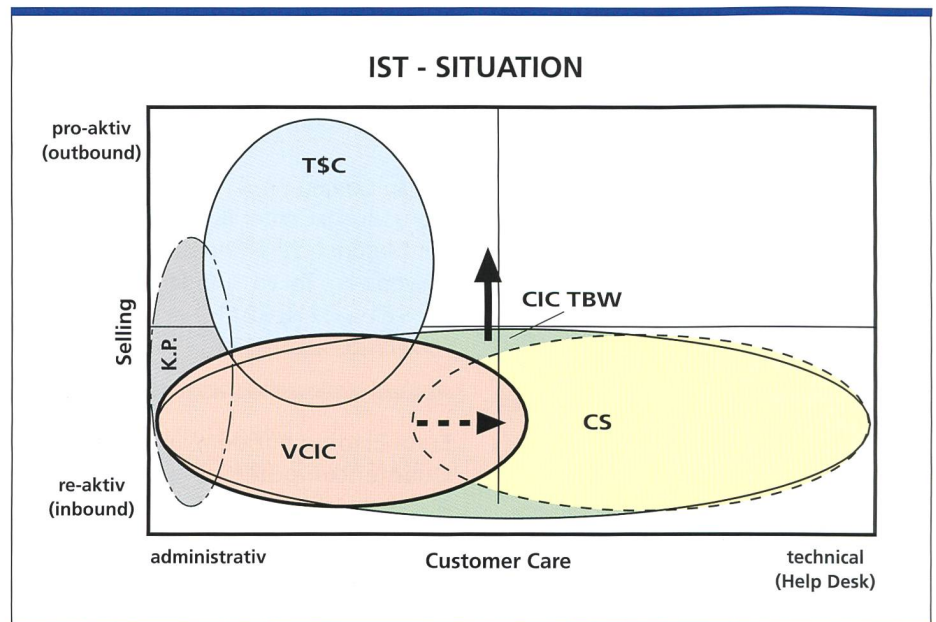 IST - SITUATION
pro-aktiv
(outbound)
T$C
CIC TBW
Selling
K.P.
CS
VCIC
re-aktiv
(inbound)
administrativ
Customer Care
technical
(Help Desk)